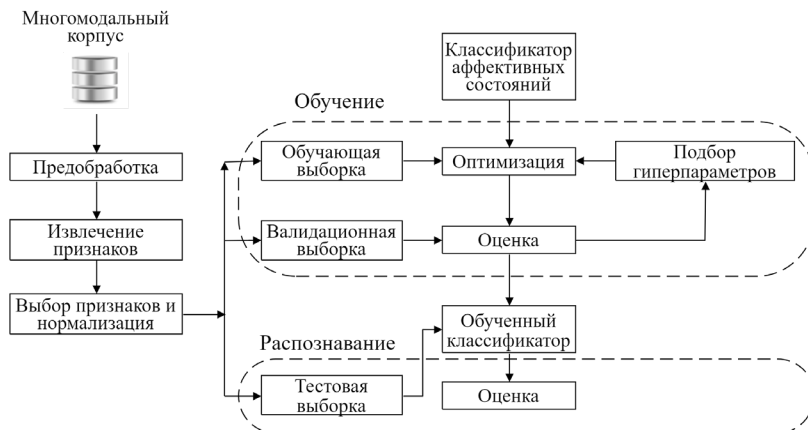 Многомодальный
корпус
Предобработка
Извлечение
признаков
Выбор признаков и
нормализация
Классификатор
аффективных
состояний
Обучение
Обучающая
выборка
Оптимизация
Подбор
гиперпараметров
Валидационная
выборка
Оценка
Обученный
классификатор
Распознавание
Тестовая
выборка
Оценка